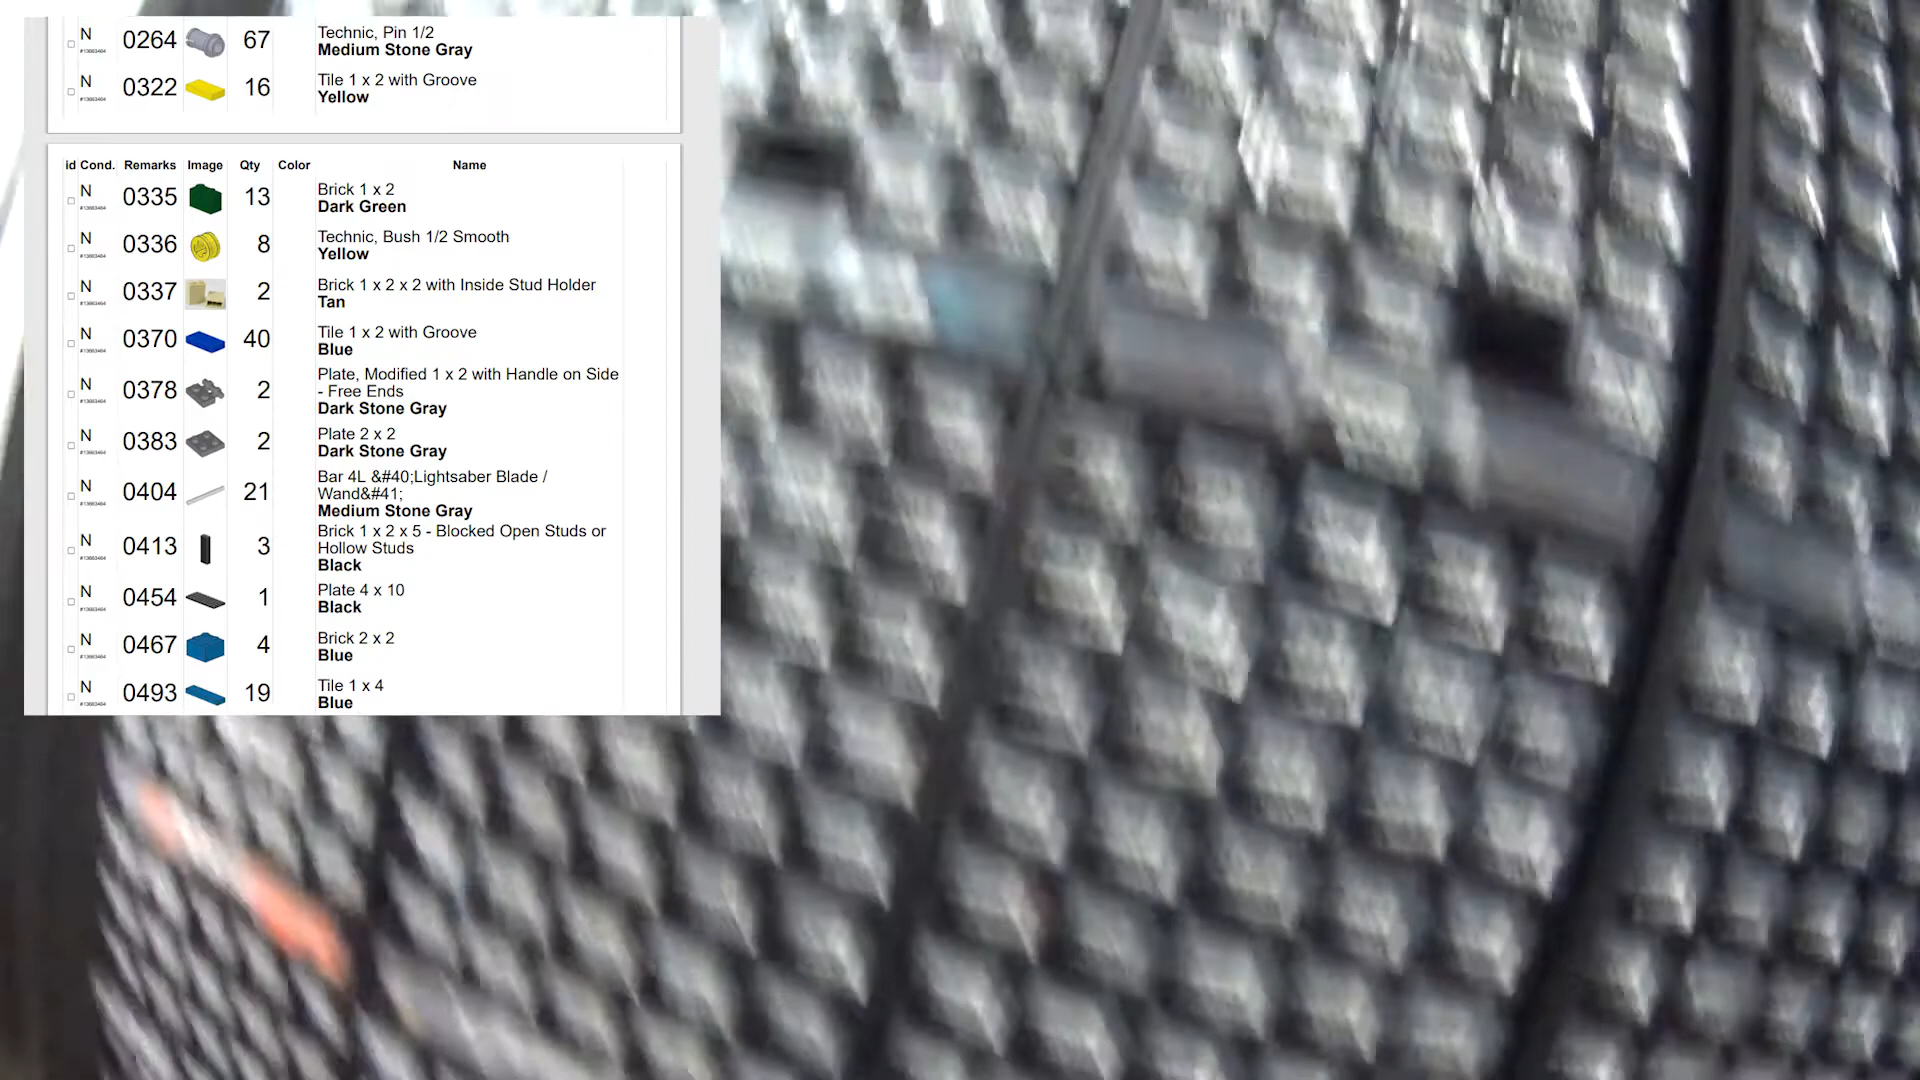 N 0264 67 Technic, Pin 1/2
Medium Stone Gray
N 0322 16 Tile 1 x 2 with Groove
Yellow
id Cond. Remarks Image Qty Color Name
N 0335 13 Brick 1 x 2
Dark Green
N 0336 8 Technic, Bush 1/2 Smooth
Yellow
N 0337 2 Brick 1 x 2 x 2 with Inside Stud Holder
Tan
N 0370 40 Tile 1 x 2 with Groove
Blue
N 0378 2 Plate, Modified 1 x 2 with Handle on Side
- Free Ends
Dark Stone Gray
N 0383 2 Plate 2 x 2
Dark Stone Gray
N 0404 21 Bar 4L &#40;Lightsaber Blade /
Wand&#41;
Medium Stone Gray
N 0413 3 Brick 1 x 2 x 5 - Blocked Open Studs or
Hollow Studs
Black
N 0454 1 Plate 4 x 10
Black
N 0467 4 Brick 2 x 2
Blue
N 0493 19 Tile 1 x 4
Blue